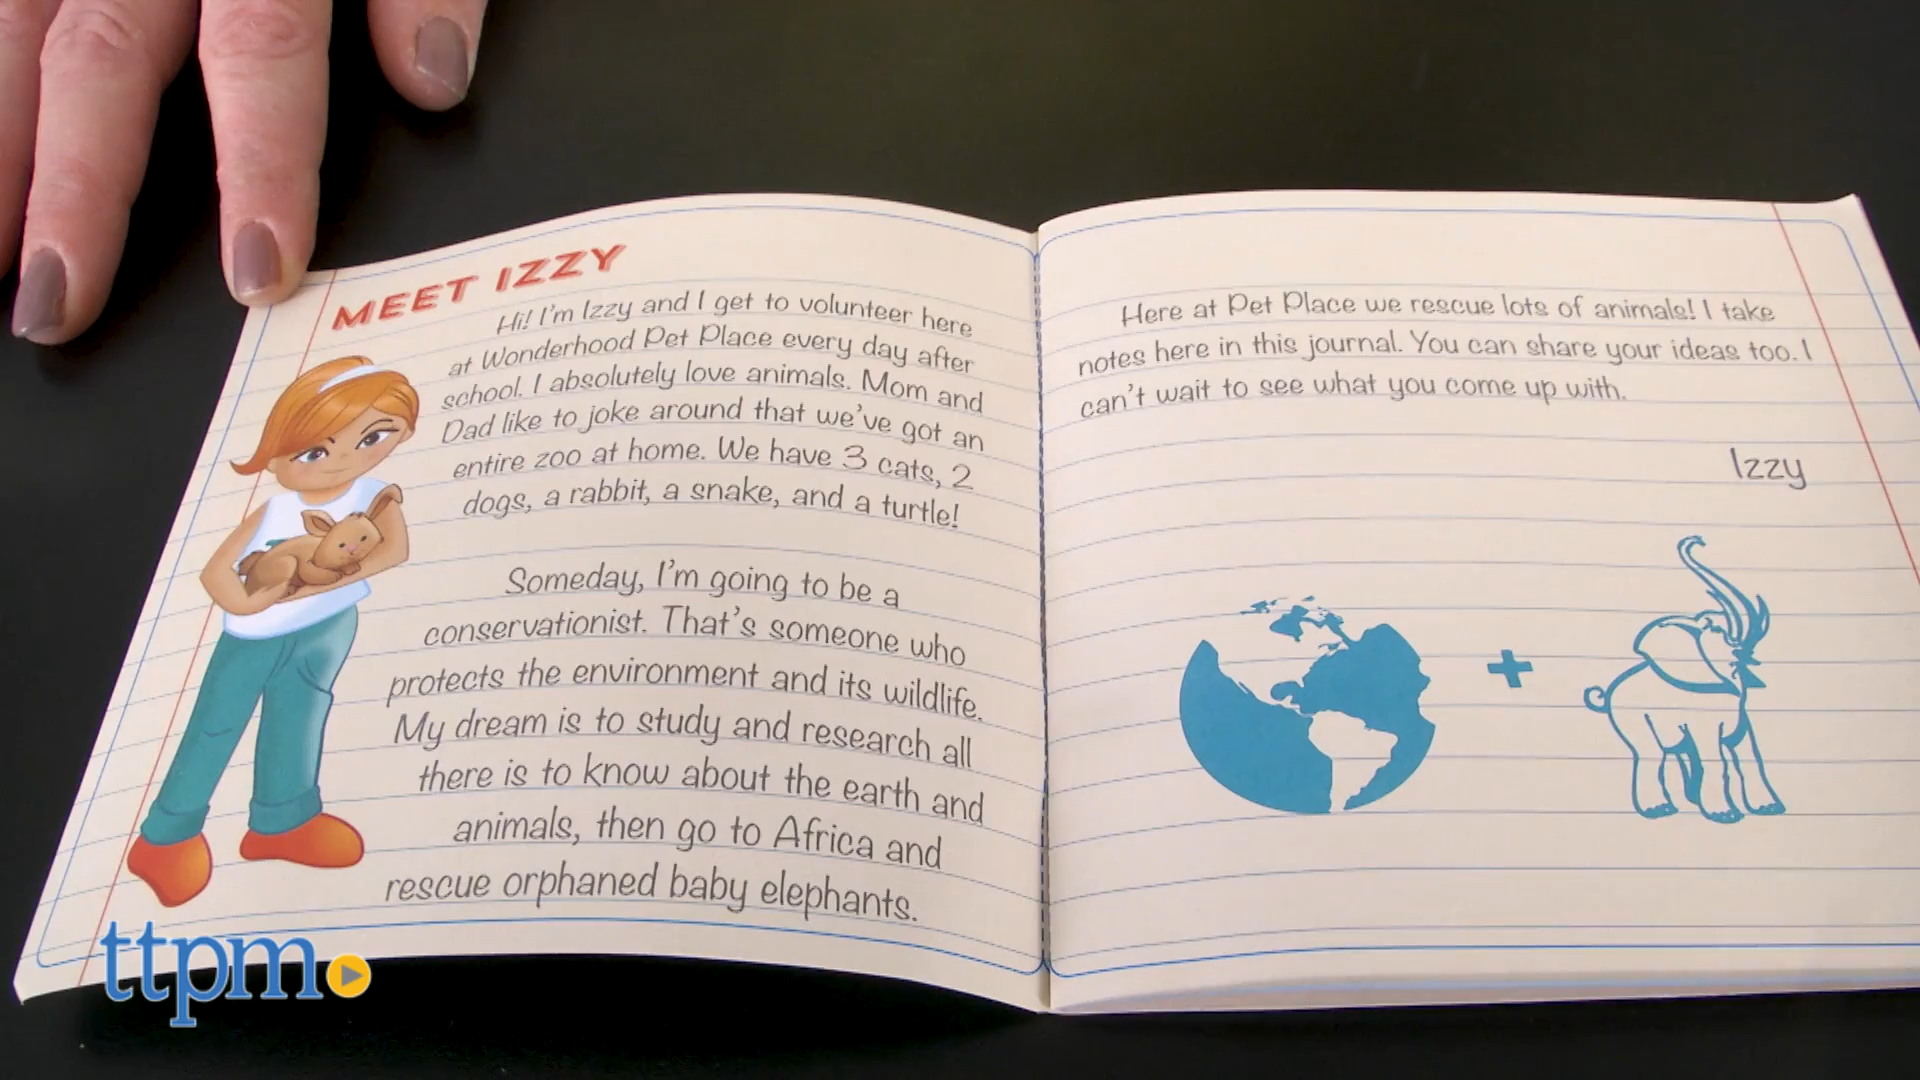 MEET IZZY
Hi! I'm Izzy and I get to volunteer here
at Wonderhood Pet Place every day after
school. I absolutely love animals. Mom and
Dad like to joke around that we've got an
entire zoo at home. We have 3 cats, 2
dogs, a rabbit, a snake, and a turtle!
Someday, I'm going to be a
conservationist. That's someone who
protects the environment and its wildlife.
My dream is to study and research all
there is to know about the earth and
animals, then go to Africa and
rescue orphaned baby elephants.
Here at Pet Place we rescue lots of animals! I take
notes here in this journal. You can share your ideas too. I
can't wait to see what you come up with.
Izzy
+
ttpm